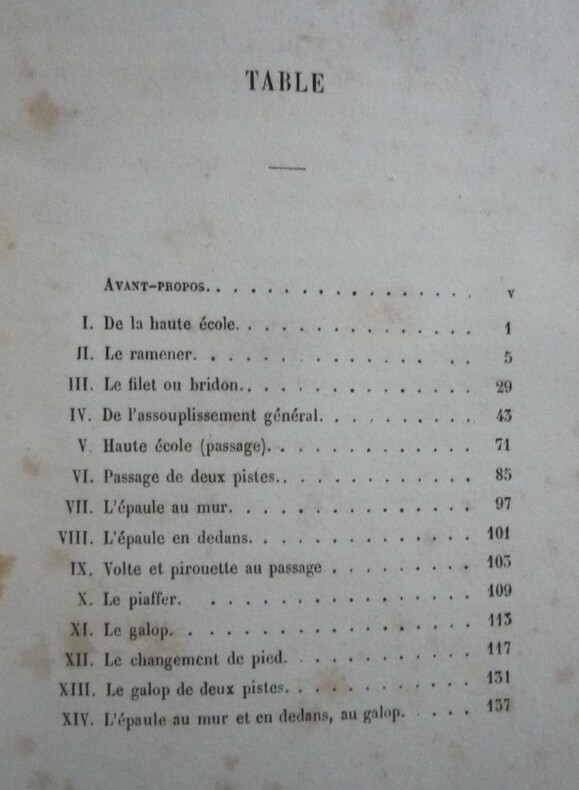 TABLE
AVANT-PROPOS. . . . . . . . . . . . . . . v
I. De la haute école. . . . . . . . . . . . . 1
II. Le ramener. . . . . . . . . . . . . . 5
III. Le filet ou bridon. . . . . . . . . . . . . 29
IV. De l'assouplissement général. . . . . . . . . 43
V. Haute école (passage). . . . . . . . . . . . 71
VI. Passage de deux pistes. . . . . . . . . . . 85
VII. L'épaule au mur. . . . . . . . . . . . . 97
VIII. L'épaule en dedans. . . . . . . . . . . . 101
IX. Volte et pirouette au passage . . . . . . . . 103
X. Le piaffer. . . . . . . . . . . . . . . 109
XI. Le galop. . . . . . . . . . . . . . . . 113
XII. Le changement de pied. . . . . . . . . . . 117
XIII. Le galop de deux pistes. . . . . . . . . . 131
XIV. L'épaule au mur et en dedans, au galop. . . . . 137